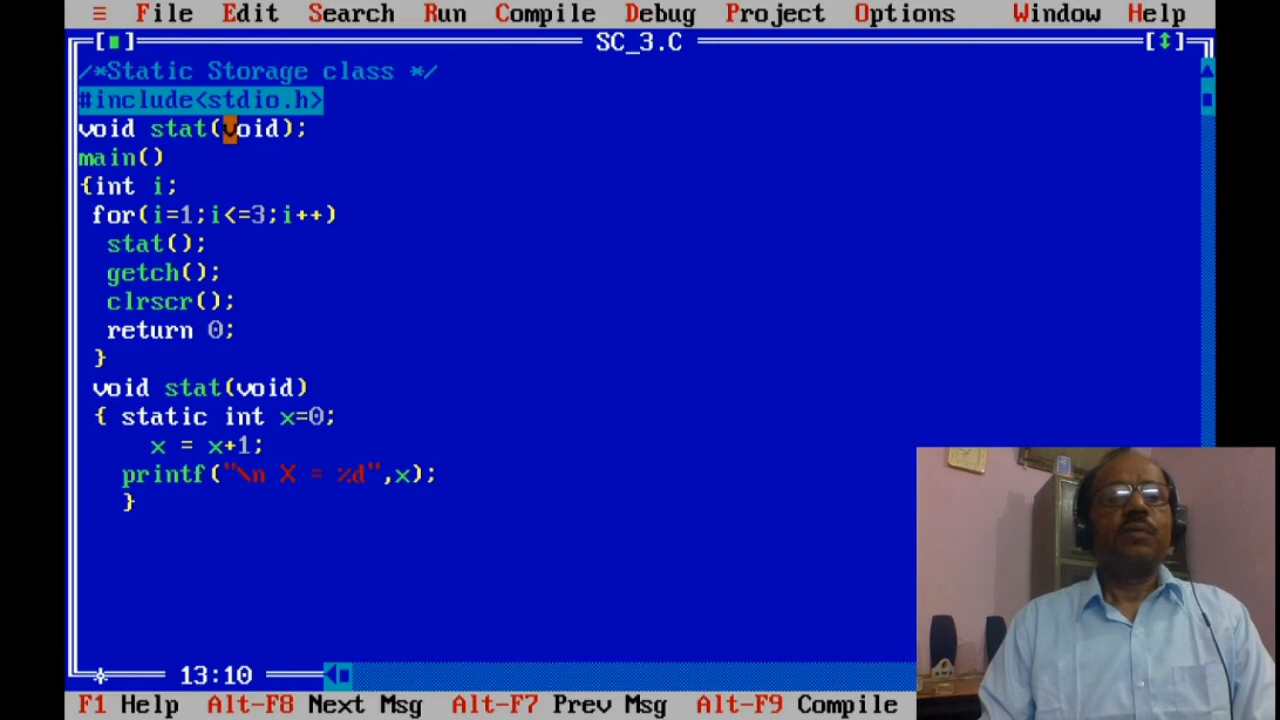 ≡ File Edit Search Run Compile Debug Project Options Window Help
[■] SC_3.C [↕]
/*Static Storage class */
#include<stdio.h>
void stat(void);
main()
{int i;
for(i=1;i<=3;i++)
stat();
getch();
clrscr();
return 0;
}
void stat(void)
{ static int x=0;
x = x+1;
printf("\n X = %d",x);
}
13:10
F1 Help Alt-F8 Next Msg Alt-F7 Prev Msg Alt-F9 Compile